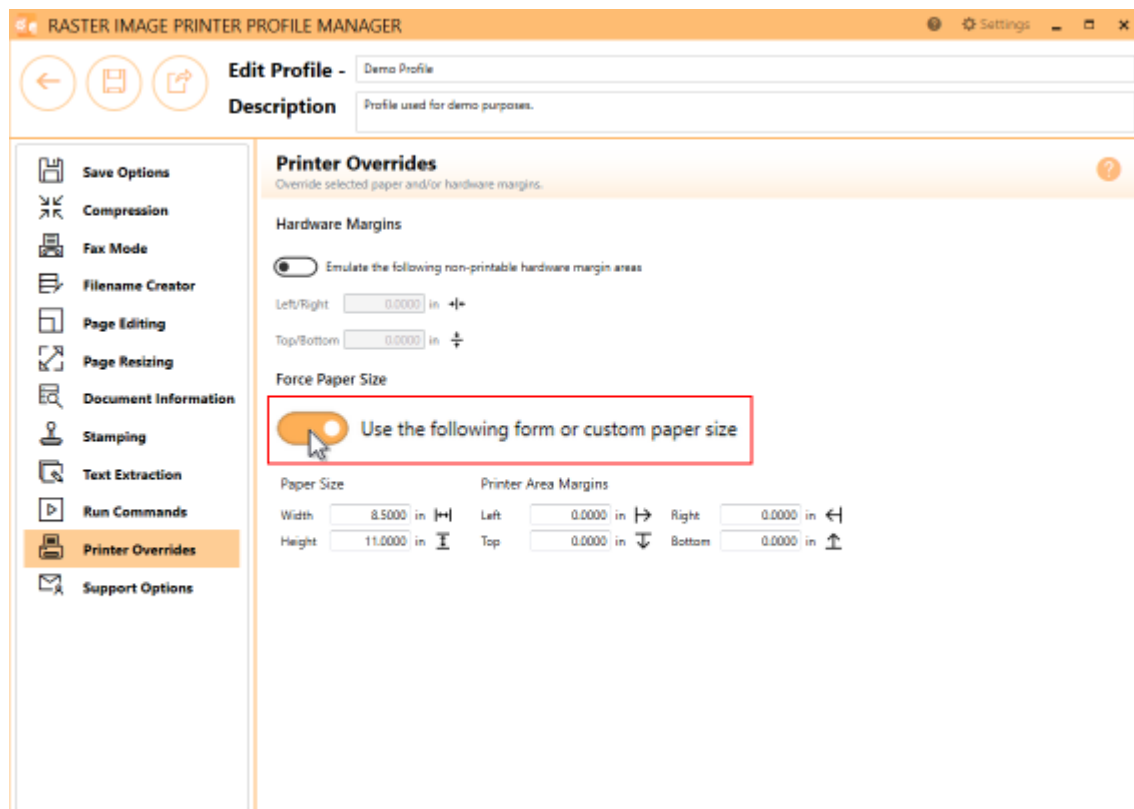 RASTER IMAGE PRINTER PROFILE MANAGER
Settings
Edit Profile - Demo Profile
Description Profile used for demo purposes.
Save Options
Compression
Fax Mode
Filename Creator
Page Editing
Page Resizing
Document Information
Stamping
Text Extraction
Run Commands
Printer Overrides
Support Options
Printer Overrides
Override selected paper and/or hardware margins.
Hardware Margins
Emulate the following non-printable hardware margin areas
Left/Right 0.0000 in
Top/Bottom 0.0000 in
Force Paper Size
Use the following form or custom paper size
Paper Size Printer Area Margins
Width 8.5000 in Left 0.0000 in Right 0.0000 in
Height 11.0000 in Top 0.0000 in Bottom 0.0000 in